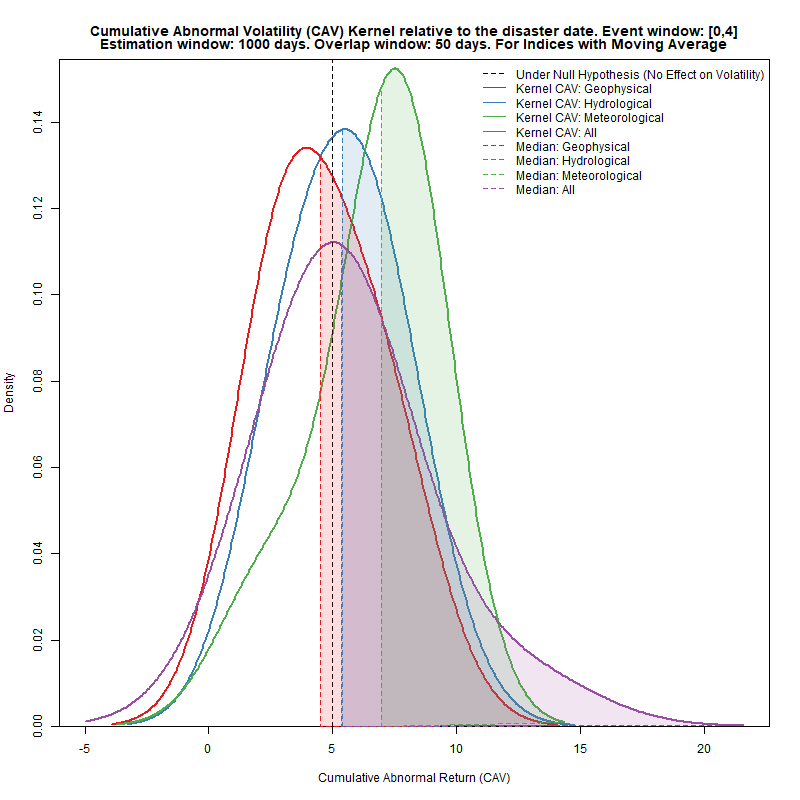 Cumulative Abnormal Volatility (CAV) Kernel relative to the disaster date. Event window: [0,4]
Estimation window: 1000 days. Overlap window: 50 days. For Indices with Moving Average
Under Null Hypothesis (No Effect on Volatility)
Kernel CAV: Geophysical
Kernel CAV: Hydrological
Kernel CAV: Meteorological
Kernel CAV: All
Median: Geophysical
Median: Hydrological
Median: Meteorological
Median: All
Density
0.14
0.12
0.10
0.08
0.06
0.04
0.02
0.00
-5 0 5 10 15 20
Cumulative Abnormal Return (CAV)